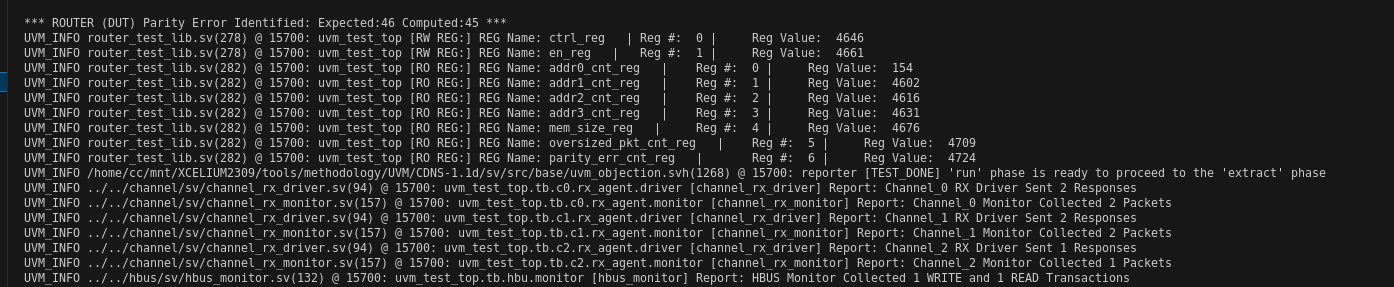 *** ROUTER (DUT) Parity Error Identified: Expected:46 Computed:45 ***
UVM_INFO router_test_lib.sv(278) @ 15700: uvm_test_top [RW REG:] REG Name: ctrl_reg   | Reg #:  0 |     Reg Value:  4646
UVM_INFO router_test_lib.sv(278) @ 15700: uvm_test_top [RW REG:] REG Name: en_reg   |   Reg #:  1 |     Reg Value:  4661
UVM_INFO router_test_lib.sv(282) @ 15700: uvm_test_top [RO REG:] REG Name: addr0_cnt_reg   |    Reg #:  0 |     Reg Value:  154
UVM_INFO router_test_lib.sv(282) @ 15700: uvm_test_top [RO REG:] REG Name: addr1_cnt_reg   |    Reg #:  1 |     Reg Value:  4602
UVM_INFO router_test_lib.sv(282) @ 15700: uvm_test_top [RO REG:] REG Name: addr2_cnt_reg   |    Reg #:  2 |     Reg Value:  4616
UVM_INFO router_test_lib.sv(282) @ 15700: uvm_test_top [RO REG:] REG Name: addr3_cnt_reg   |    Reg #:  3 |     Reg Value:  4631
UVM_INFO router_test_lib.sv(282) @ 15700: uvm_test_top [RO REG:] REG Name: mem_size_reg   |     Reg #:  4 |     Reg Value:  4676
UVM_INFO router_test_lib.sv(282) @ 15700: uvm_test_top [RO REG:] REG Name: oversized_pkt_cnt_reg   |    Reg #:  5 |     Reg Value:  4709
UVM_INFO router_test_lib.sv(282) @ 15700: uvm_test_top [RO REG:] REG Name: parity_err_cnt_reg   |       Reg #:  6 |     Reg Value:  4724
UVM_INFO /home/cc/mnt/XCELIUM2309/tools/methodology/UVM/CDNS-1.1d/sv/src/base/uvm_objection.svh(1268) @ 15700: reporter [TEST_DONE] 'run' phase is ready to proceed to the 'extract' phase
UVM_INFO ../../channel/sv/channel_rx_driver.sv(94) @ 15700: uvm_test_top.tb.c0.rx_agent.driver [channel_rx_driver] Report: Channel_0 RX Driver Sent 2 Responses
UVM_INFO ../../channel/sv/channel_rx_monitor.sv(157) @ 15700: uvm_test_top.tb.c0.rx_agent.monitor [channel_rx_monitor] Report: Channel_0 Monitor Collected 2 Packets
UVM_INFO ../../channel/sv/channel_rx_driver.sv(94) @ 15700: uvm_test_top.tb.c1.rx_agent.driver [channel_rx_driver] Report: Channel_1 RX Driver Sent 2 Responses
UVM_INFO ../../channel/sv/channel_rx_monitor.sv(157) @ 15700: uvm_test_top.tb.c1.rx_agent.monitor [channel_rx_monitor] Report: Channel_1 Monitor Collected 2 Packets
UVM_INFO ../../channel/sv/channel_rx_driver.sv(94) @ 15700: uvm_test_top.tb.c2.rx_agent.driver [channel_rx_driver] Report: Channel_2 RX Driver Sent 1 Responses
UVM_INFO ../../channel/sv/channel_rx_monitor.sv(157) @ 15700: uvm_test_top.tb.c2.rx_agent.monitor [channel_rx_monitor] Report: Channel_2 Monitor Collected 1 Packets
UVM_INFO ../../hbus/sv/hbus_monitor.sv(132) @ 15700: uvm_test_top.tb.hbu.monitor [hbus_monitor] Report: HBUS Monitor Collected 1 WRITE and 1 READ Transactions